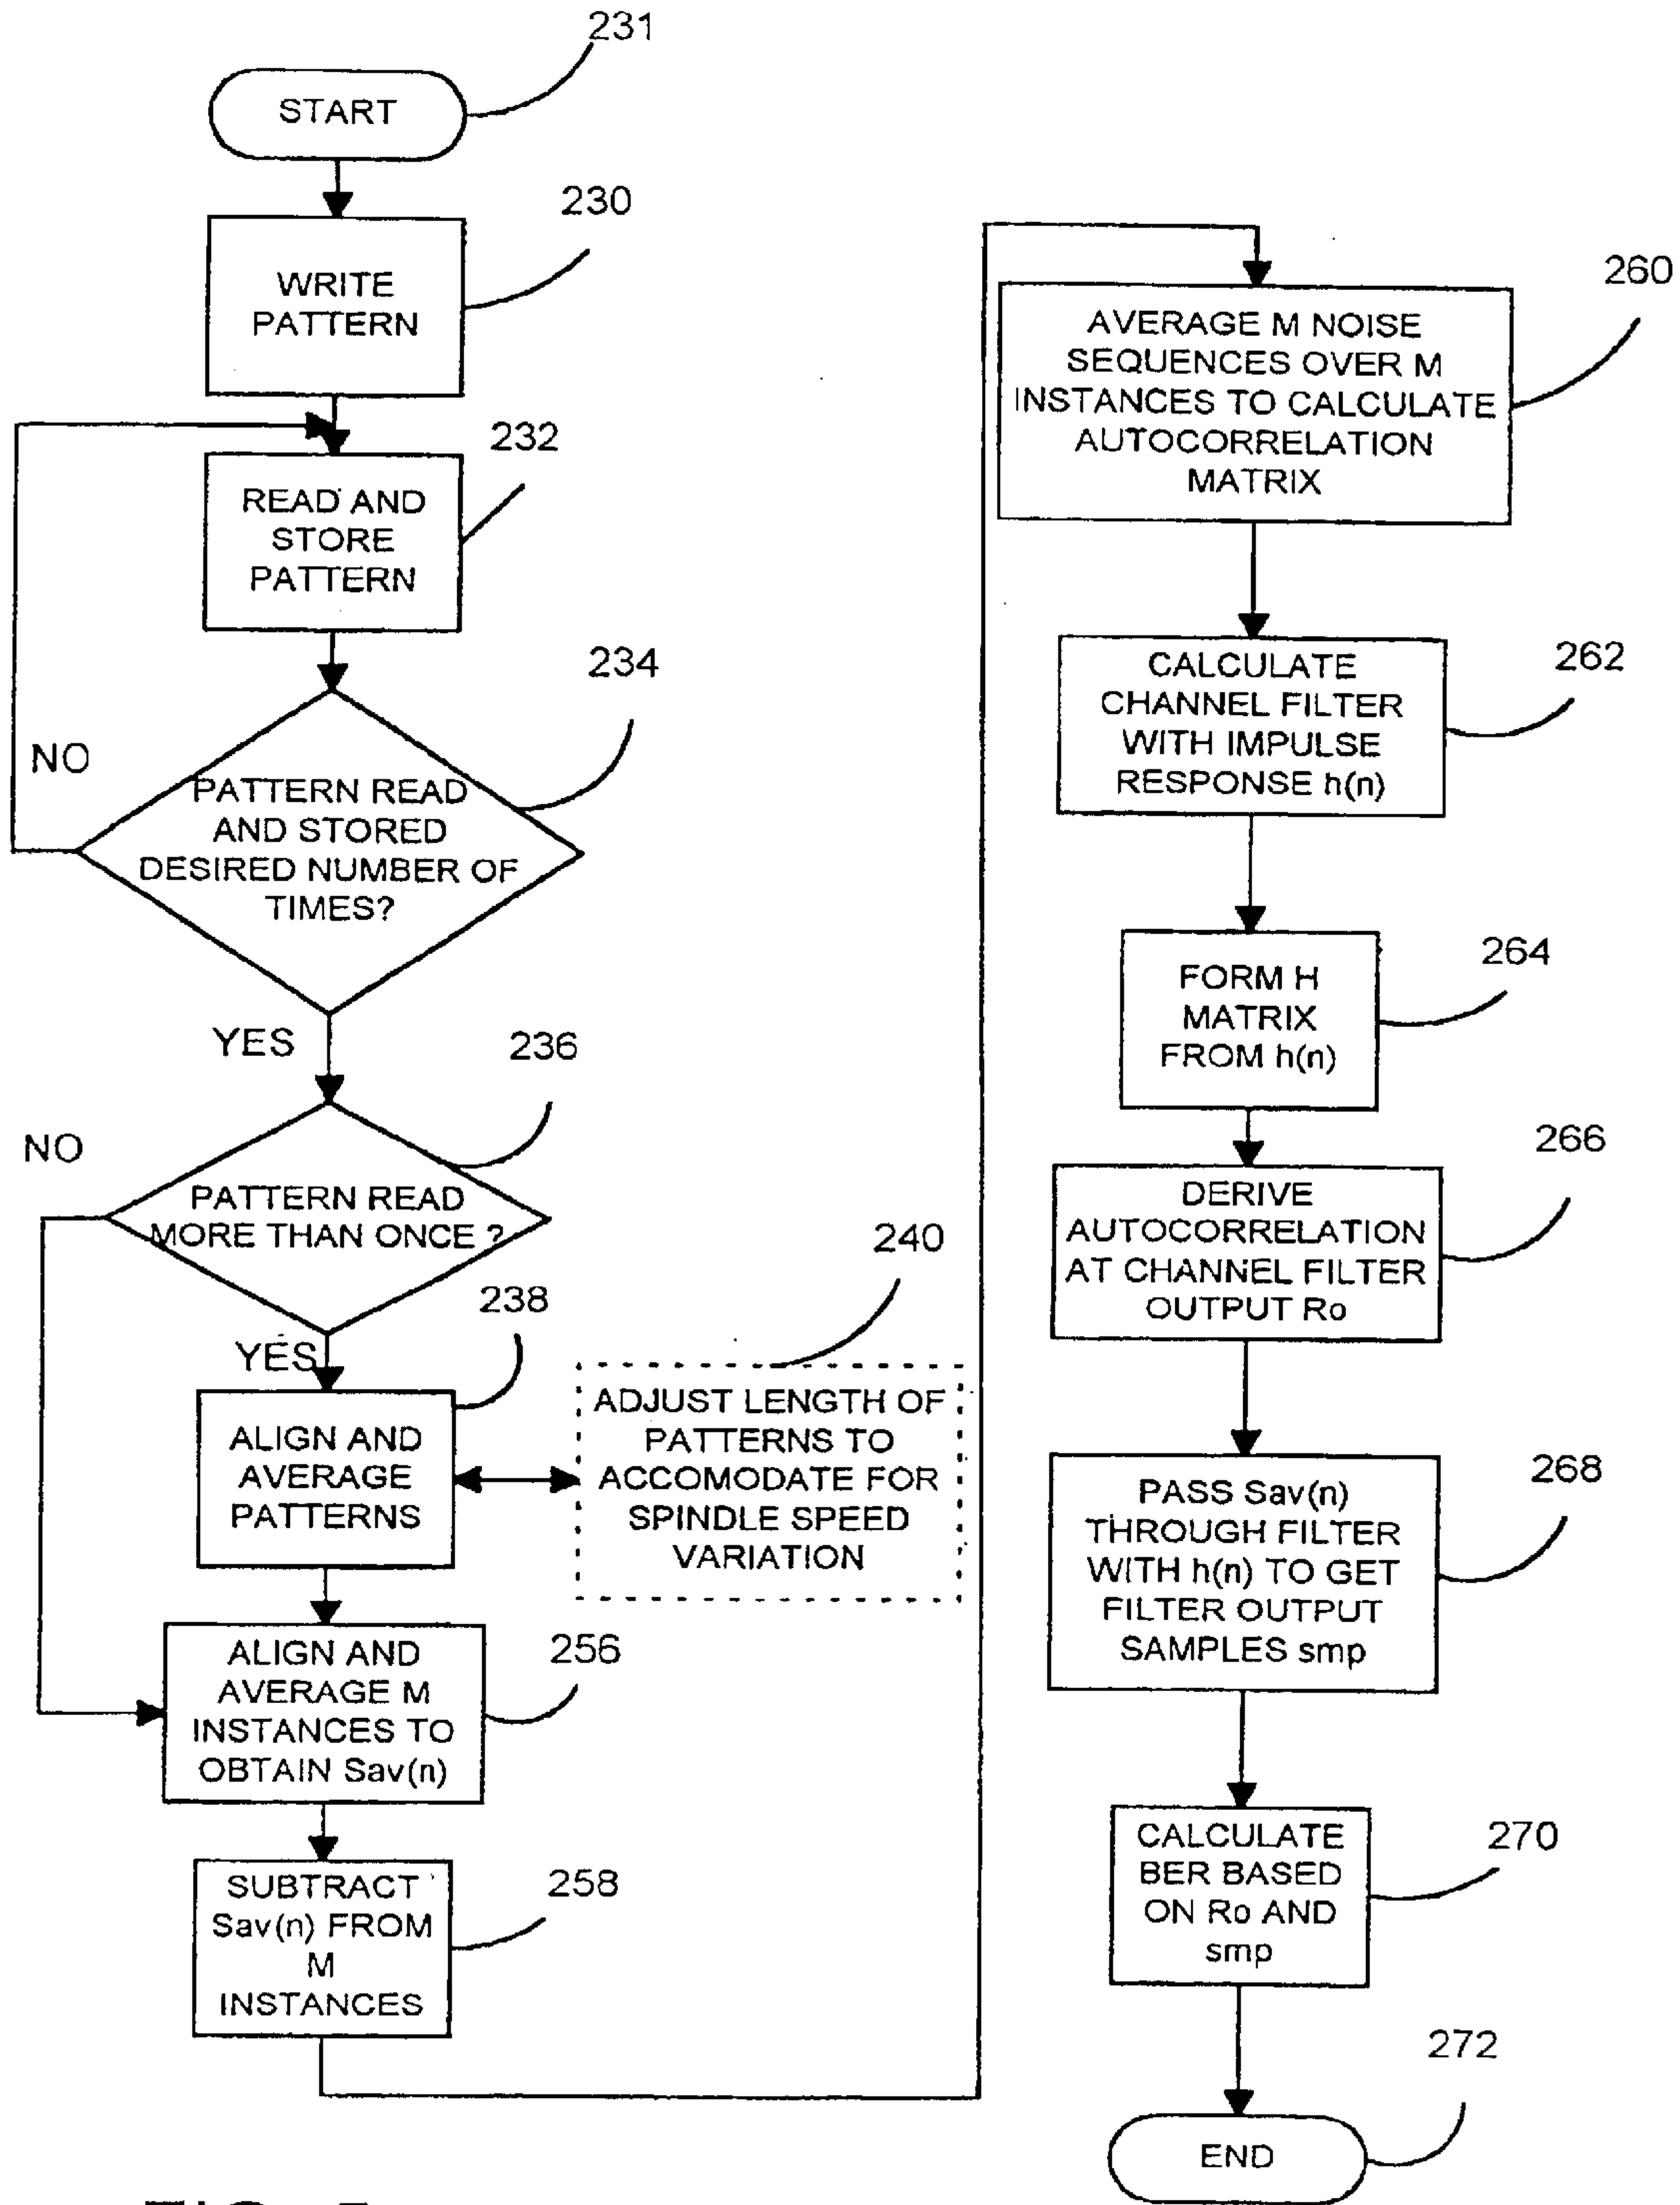 231
START
230
WRITE
PATTERN
232
READ AND
STORE
PATTERN
234
NO
PATTERN READ
AND STORED
DESIRED NUMBER OF
TIMES?
YES
236
NO
PATTERN READ
MORE THAN ONCE ?
240
238
YES
ALIGN AND
AVERAGE
PATTERNS
ADJUST LENGTH OF
PATTERNS TO
ACCOMODATE FOR
SPINDLE SPEED
VARIATION
256
ALIGN AND
AVERAGE M
INSTANCES TO
OBTAIN Sav(n)
258
SUBTRACT
Sav(n) FROM
M
INSTANCES
260
AVERAGE M NOISE
SEQUENCES OVER M
INSTANCES TO CALCULATE
AUTOCORRELATION
MATRIX
262
CALCULATE
CHANNEL FILTER
WITH IMPULSE
RESPONSE h(n)
264
FORM H
MATRIX
FROM h(n)
266
DERIVE
AUTOCORRELATION
AT CHANNEL FILTER
OUTPUT Ro
268
PASS Sav(n)
THROUGH FILTER
WITH h(n) TO GET
FILTER OUTPUT
SAMPLES smp
270
CALCULATE
BER BASED
ON Ro AND
smp
272
END